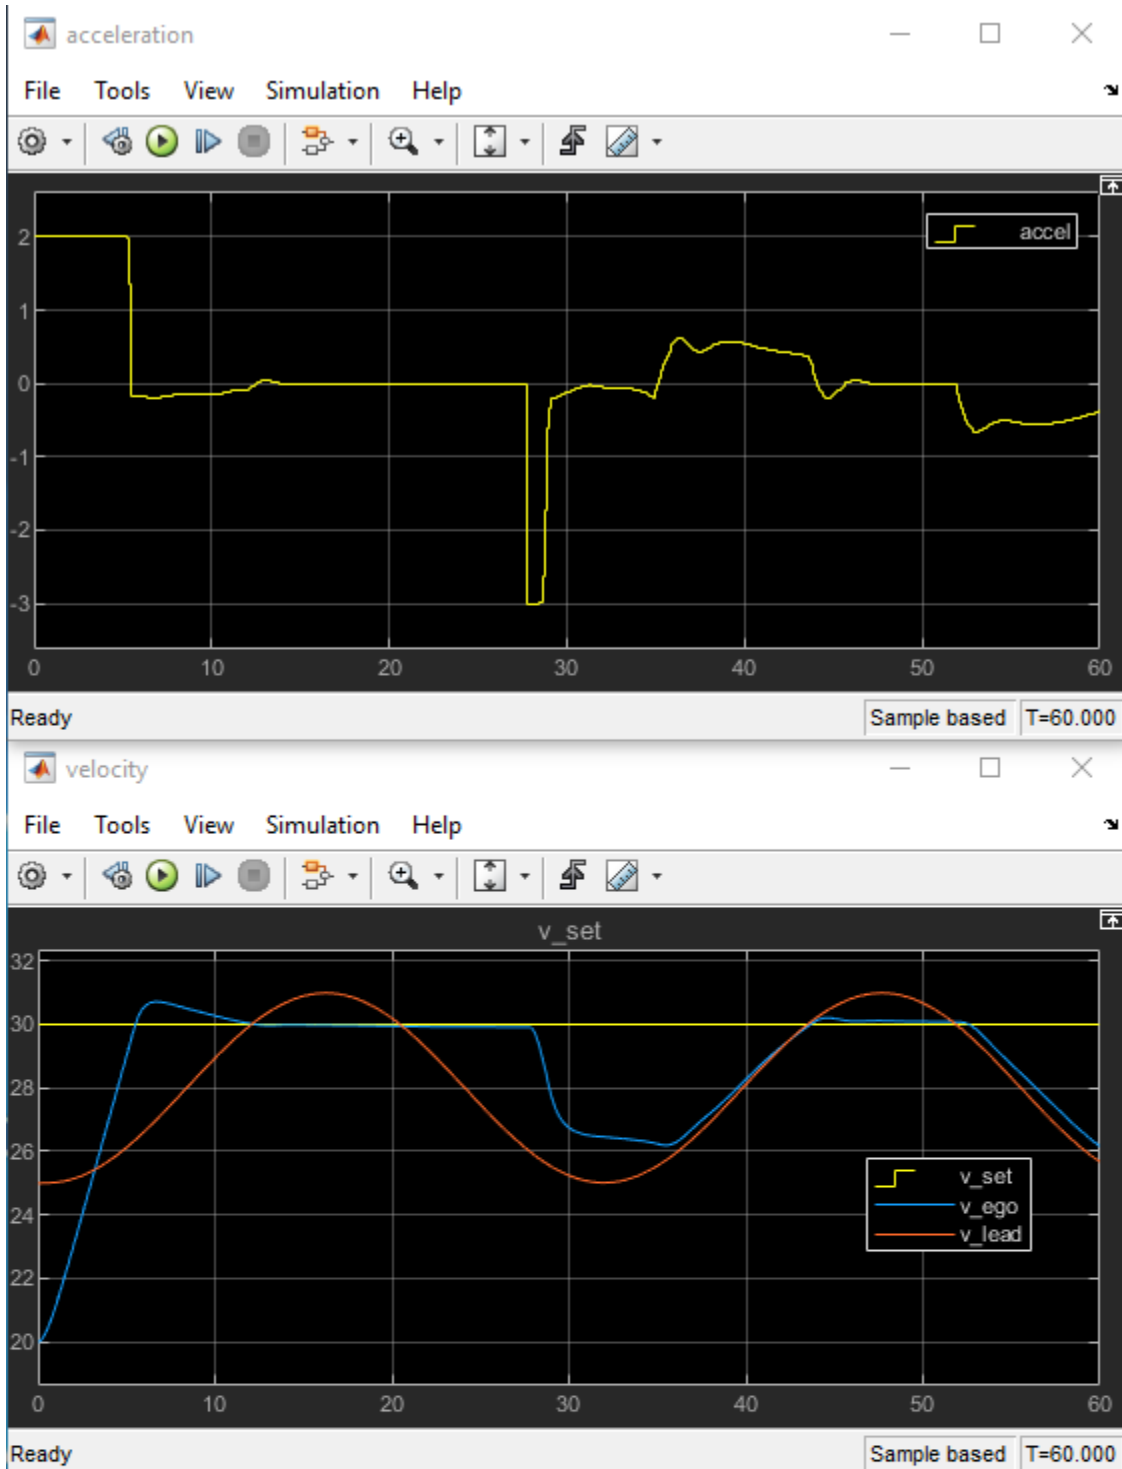 acceleration
File Tools View Simulation Help
accel
2
1
0
-1
-2
-3
0 10 20 30 40 50 60
Ready Sample based T=60.000
velocity
File Tools View Simulation Help
v_set
32
30
28
26
24
22
20
v_set
v_ego
v_lead
0 10 20 30 40 50 60
Ready Sample based T=60.000